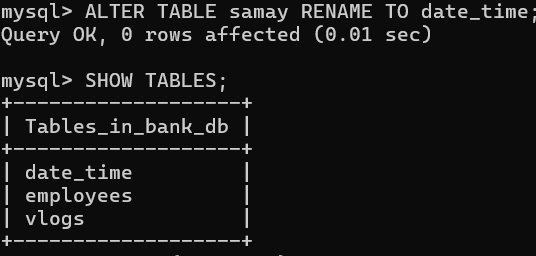 mysql> ALTER TABLE samay RENAME TO date_time;
Query OK, 0 rows affected (0.01 sec)
mysql> SHOW TABLES;
+-------------------+
| Tables_in_bank_db |
+-------------------+
| date_time         |
| employees         |
| vlogs             |
+-------------------+